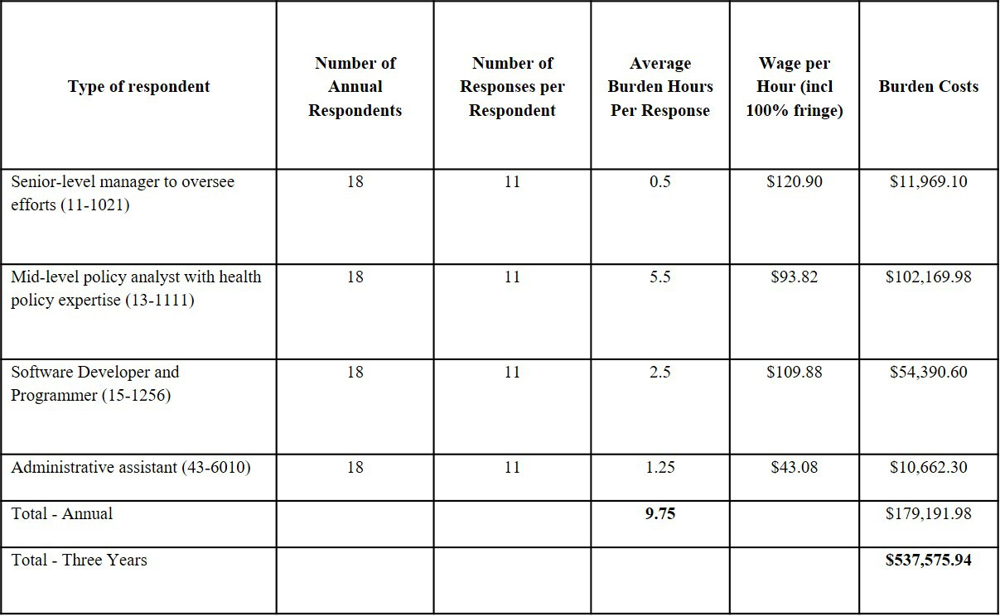 Type of respondent
Number of
Annual
Respondents
Number of
Responses per
Respondent
Average
Burden Hours
Per Response
Wage per
Hour (incl
100% fringe)
Burden Costs
Senior-level manager to oversee
efforts (11-1021)
18
11
0.5
$120.90
$11,969.10
Mid-level policy analyst with health
policy expertise (13-1111)
18
11
5.5
$93.82
$102,169.98
Software Developer and
Programmer (15-1256)
18
11
2.5
$109.88
$54,390.60
Administrative assistant (43-6010)
18
11
1.25
$43.08
$10,662.30
Total - Annual
9.75
$179,191.98
Total - Three Years
$537,575.94